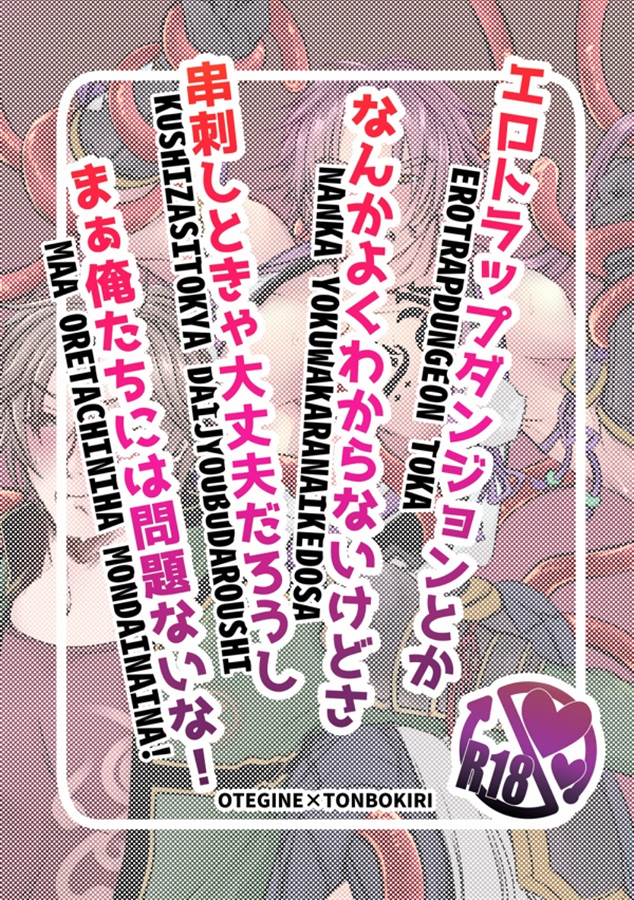 エロトラップダンジョンとか
EROTRAPDUNGEON TOKA
なんかよくわからないけどさ
NANKA YOKUWAKARANAIKEDOSA
串刺しときゃ大丈夫だろうし
KUSHIZASITOKYA DAIJYOUBUDAROUSHI
まぁ俺たちには問題ないな!
MAA ORETACHINIHA MONDAINAINA!
R.18
OTEGINE×TONBOKIRI